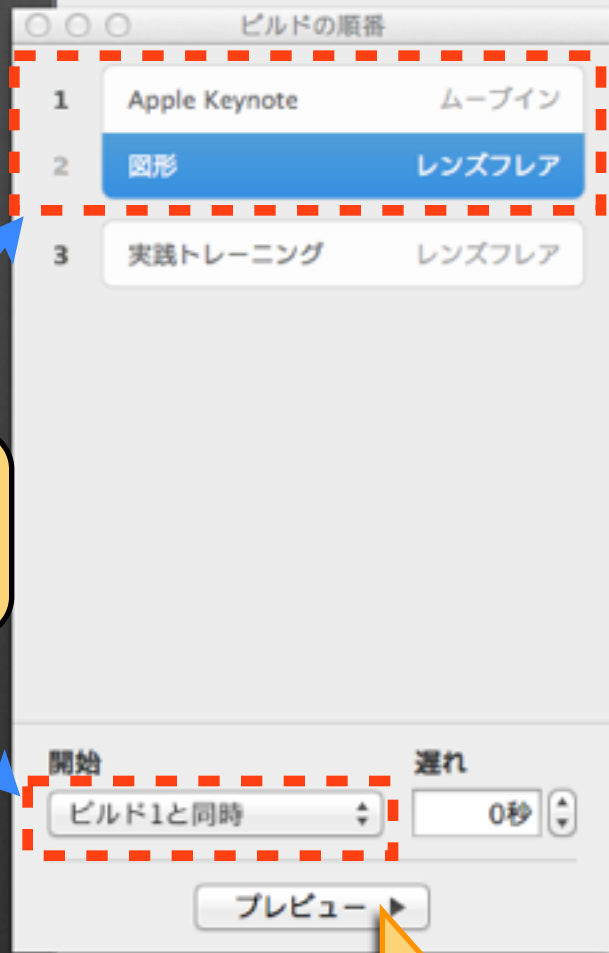 ビルドの順番
1 Apple Keynote ムーブイン
2 図形 レンズフレア
3 実践トレーニング レンズフレア
開始 遅れ
ビルド1と同時 0秒
プレビュー